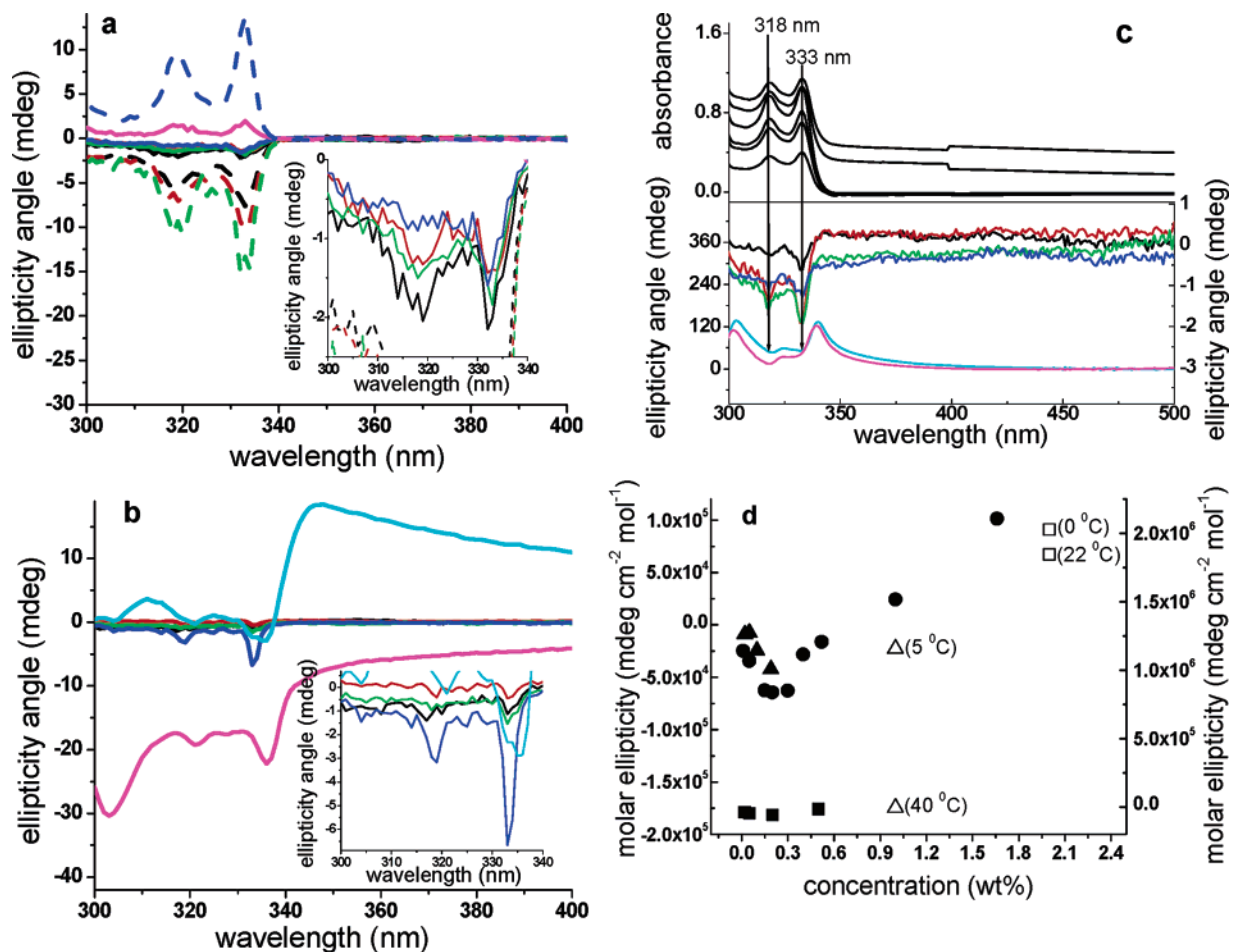 a
ellipticity angle (mdeg)
10
5
0
-5
-10
-15
-20
-25
-30
300 320 340 360 380 400
wavelength (nm)
ellipticity angle (mdeg)
0
-1
-2
300 310 320 330 340
wavelength (nm)
c
318 nm
333 nm
absorbance
1.6
0.8
0.0
ellipticity angle (mdeg)
360
240
120
0
1
0
-1
-2
-3
ellipticity angle (mdeg)
300 350 400 450 500
wavelength (nm)
b
ellipticity angle (mdeg)
10
0
-10
-20
-30
-40
300 320 340 360 380 400
wavelength (nm)
ellipticity angle (mdeg)
0
-1
-2
-3
-4
-5
-6
300 310 320 330 340
wavelength (nm)
d
molar ellipticity (mdeg cm⁻² mol⁻¹)
1.0x10⁵
5.0x10⁴
0.0
-5.0x10⁴
-1.0x10⁵
-1.5x10⁵
-2.0x10⁵
(0 ⁰C)
(22 ⁰C)
(5 ⁰C)
(40 ⁰C)
2.0x10⁶
1.5x10⁶
1.0x10⁶
5.0x10⁵
0.0
molar ellipticity (mdeg cm⁻² mol⁻¹)
0.0 0.3 0.6 0.9 1.2 1.5 1.8 2.1 2.4
concentration (wt%)